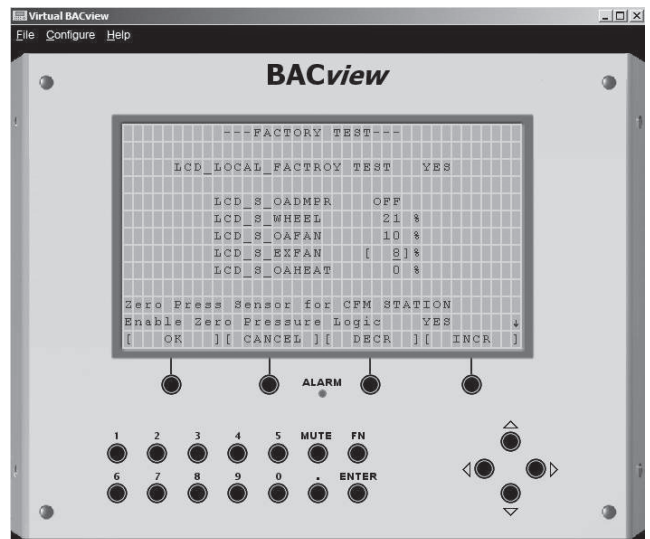 Virtual BACview
File Configure Help
BACview
---FACTORY TEST---
LCD_LOCAL_FACTROY TEST YES
LCD_S_OADMPR OFF
LCD_S_WHEEL 21 %
LCD_S_OAFAN 10 %
LCD_S_EXFAN [ 8]%
LCD_S_OAHEAT 0 %
Zero Press Sensor for CFM STATION
Enable Zero Pressure Logic YES ↓
[ OK ][ CANCEL ][ DECR ][ INCR ]
ALARM
1 2 3 4 5 MUTE FN
6 7 8 9 0 . ENTER